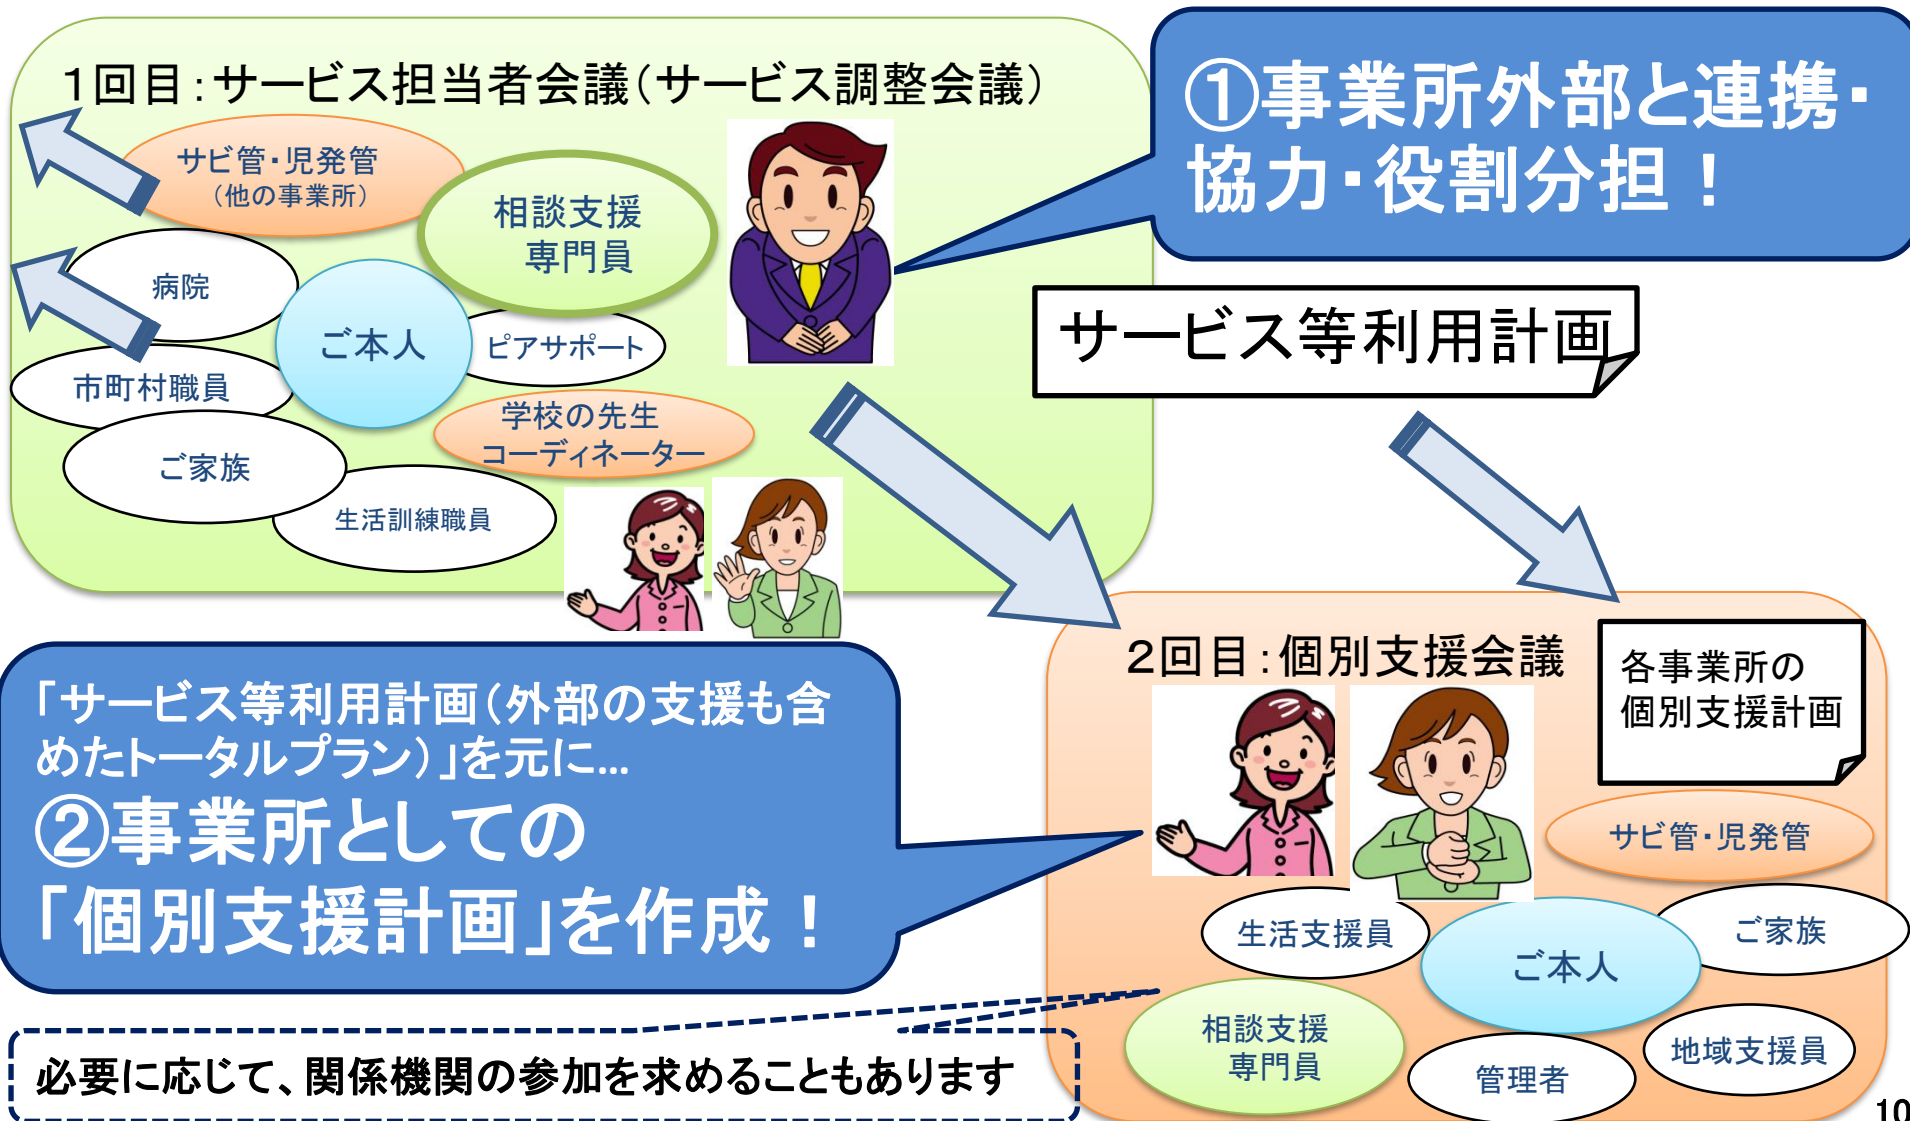 1回目:サービス担当者会議(サービス調整会議)
①事業所外部と連携・
協力・役割分担!
サビ管・児発管
(他の事業所)
相談支援
専門員
病院
ご本人
ピアサポート
市町村職員
学校の先生
コーディネーター
ご家族
生活訓練職員
サービス等利用計画
「サービス等利用計画(外部の支援も含
めたトータルプラン)」を元に…
②事業所としての
「個別支援計画」を作成!
2回目:個別支援会議
各事業所の
個別支援計画
サビ管・児発管
生活支援員
ご家族
ご本人
相談支援
専門員
地域支援員
管理者
必要に応じて、関係機関の参加を求めることもあります
10